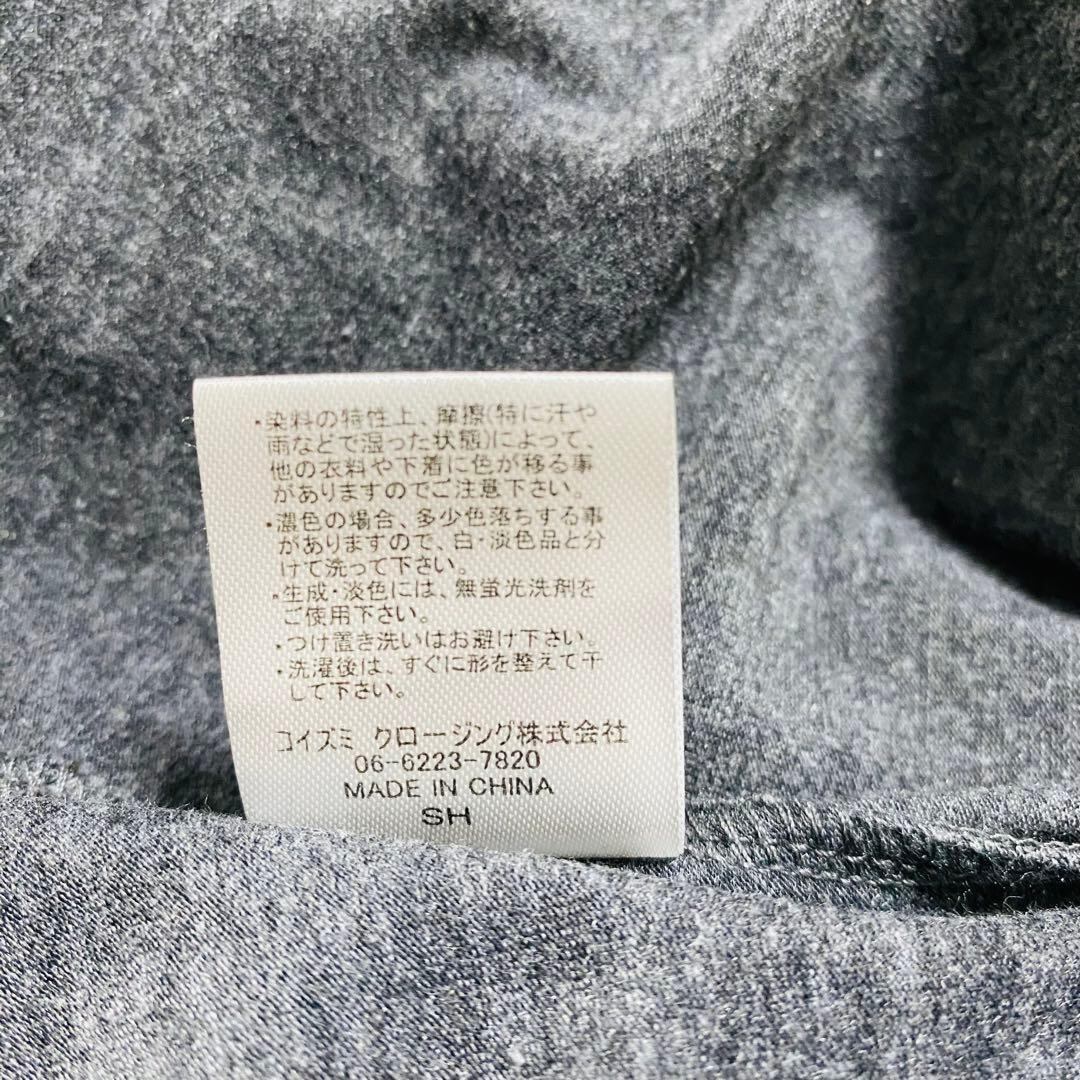 ・染料の特性上、摩擦(特に汗や
雨などで湿った状態)によって、
他の衣料や下着に色が移る事
がありますのでご注意下さい。
・濃色の場合、多少色落ちする事
がありますので、白・淡色品と分
けて洗って下さい。
・生成・淡色には、無蛍光洗剤を
ご使用下さい。
・つけ置き洗いはお避け下さい。
・洗濯後は、すぐに形を整えて干
して下さい。
コイズミ クロージング株式会社
06-6223-7820
MADE IN CHINA
SH